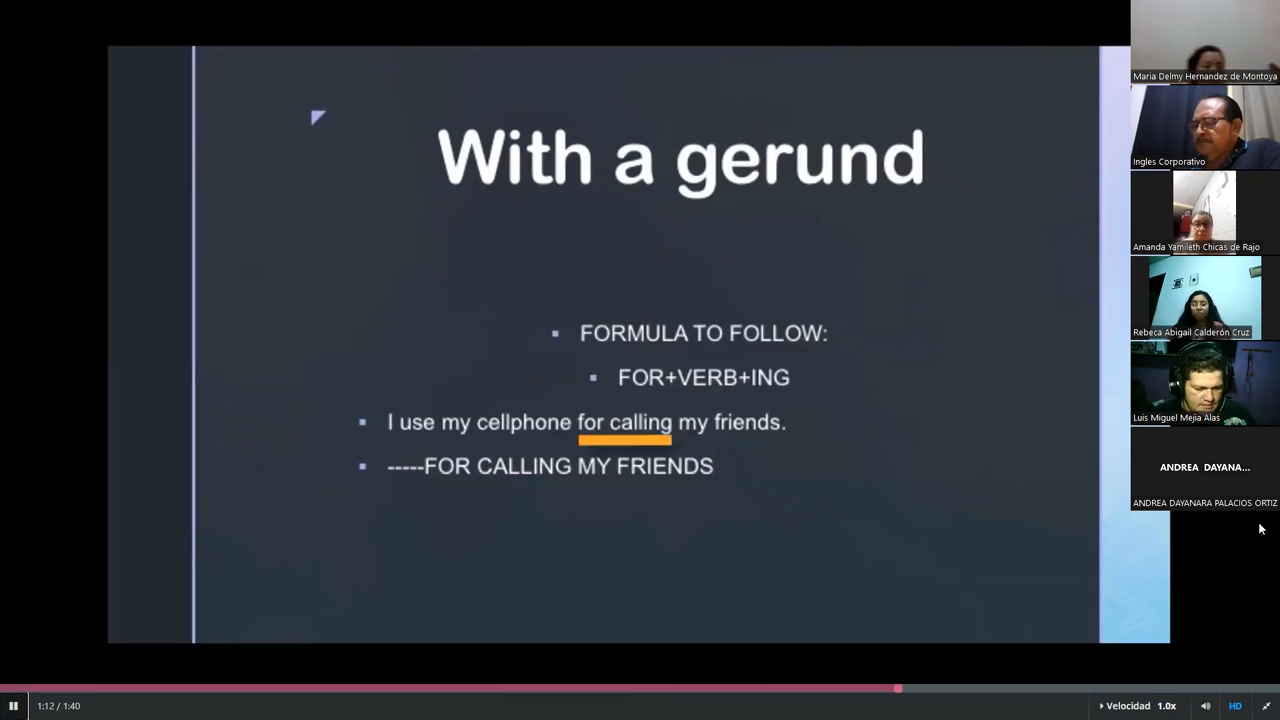 With a gerund
FORMULA TO FOLLOW:
FOR+VERB+ING
I use my cellphone for calling my friends.
-----FOR CALLING MY FRIENDS
Maria Delmy Hernandez de Montoya
Ingles Corporativo
Amanda Yamileth Chicas de Rajo
Rebeca Abigail Calderón Cruz
Luis Miguel Mejia Alas
ANDREA DAYANA...
ANDREA DAYANARA PALACIOS ORTIZ
1:12 / 1:40
Velocidad 1.0x
HD